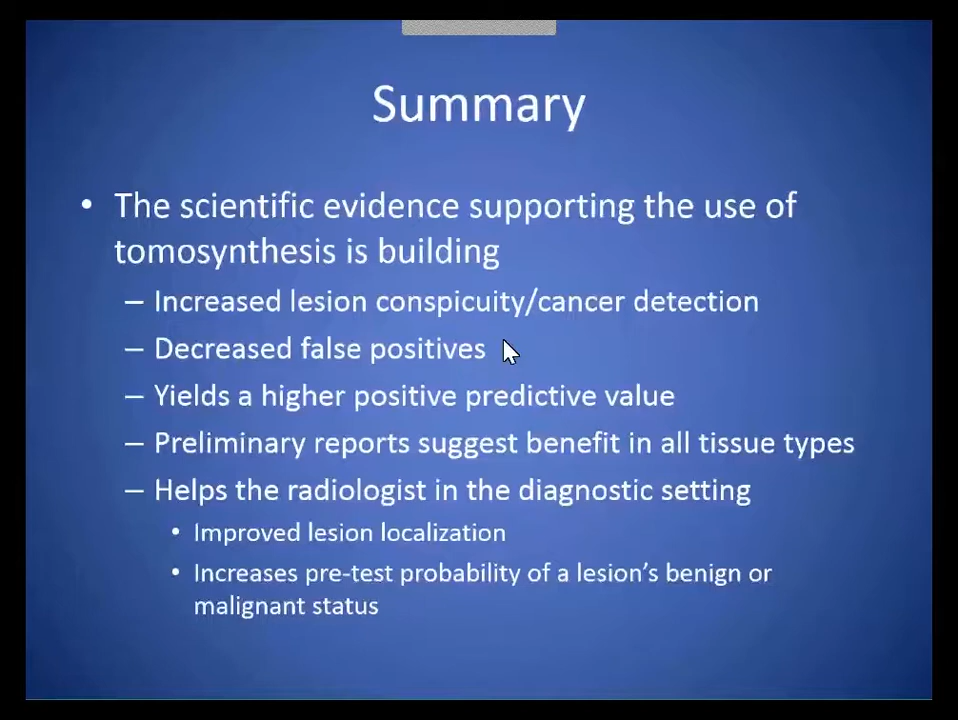 Summary
• The scientific evidence supporting the use of
tomosynthesis is building
– Increased lesion conspicuity/cancer detection
– Decreased false positives
– Yields a higher positive predictive value
– Preliminary reports suggest benefit in all tissue types
– Helps the radiologist in the diagnostic setting
• Improved lesion localization
• Increases pre-test probability of a lesion’s benign or
malignant status